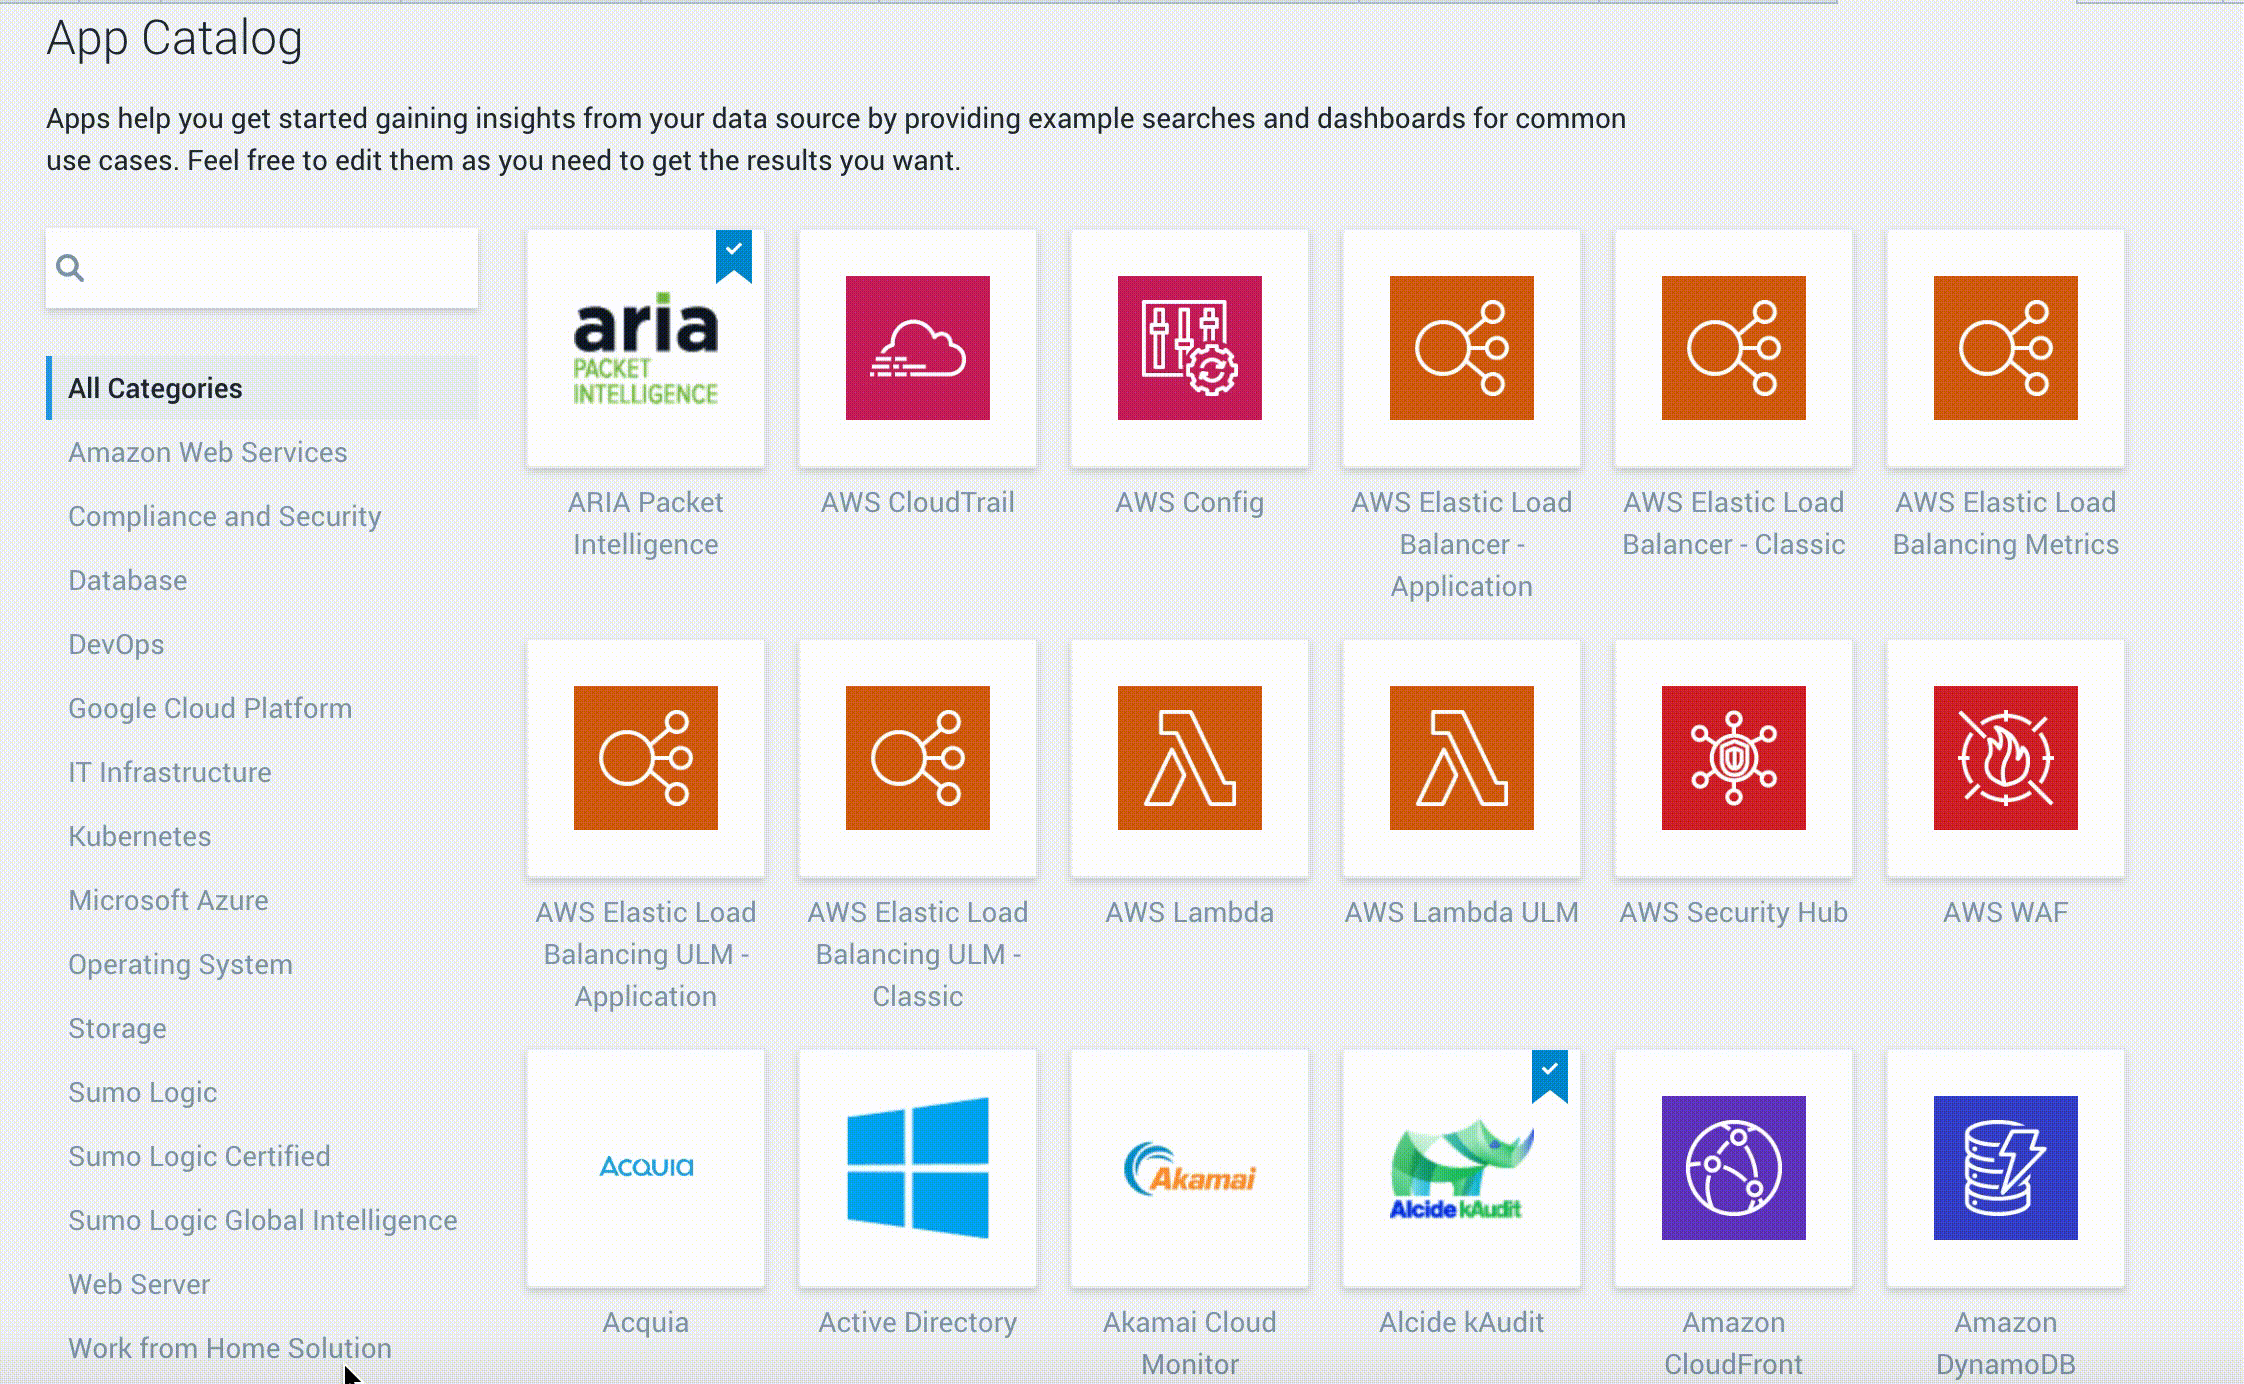 App Catalog
Apps help you get started gaining insights from your data source by providing example searches and dashboards for common
use cases. Feel free to edit them as you need to get the results you want.
All Categories
Amazon Web Services
Compliance and Security
Database
DevOps
Google Cloud Platform
IT Infrastructure
Kubernetes
Microsoft Azure
Operating System
Storage
Sumo Logic
Sumo Logic Certified
Sumo Logic Global Intelligence
Web Server
Work from Home Solution
aria
PACKET
INTELLIGENCE
ARIA Packet
Intelligence
AWS CloudTrail
AWS Config
AWS Elastic Load
Balancer -
Application
AWS Elastic Load
Balancer - Classic
AWS Elastic Load
Balancing Metrics
AWS Elastic Load
Balancing ULM -
Application
AWS Elastic Load
Balancing ULM -
Classic
AWS Lambda
AWS Lambda ULM
AWS Security Hub
AWS WAF
ACQUIA
Acquia
Active Directory
Akamai
Akamai Cloud
Monitor
Alcide kAudit
Alcide kAudit
Amazon
CloudFront
Amazon
DynamoDB